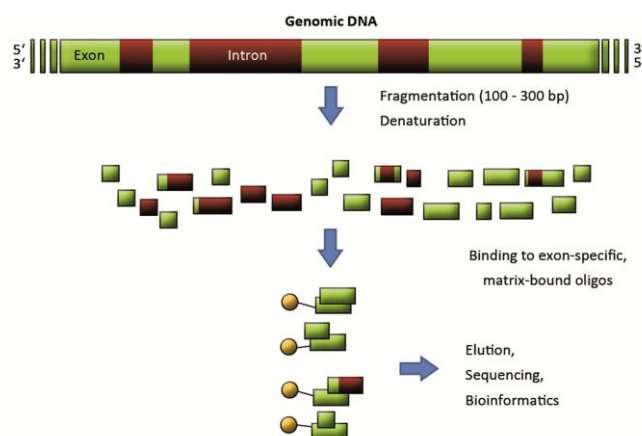 Genomic DNA
5‘
3‘
Exon
Intron
3
5
Fragmentation (100 - 300 bp)
Denaturation
Binding to exon-specific,
matrix-bound oligos
Elution,
Sequencing,
Bioinformatics